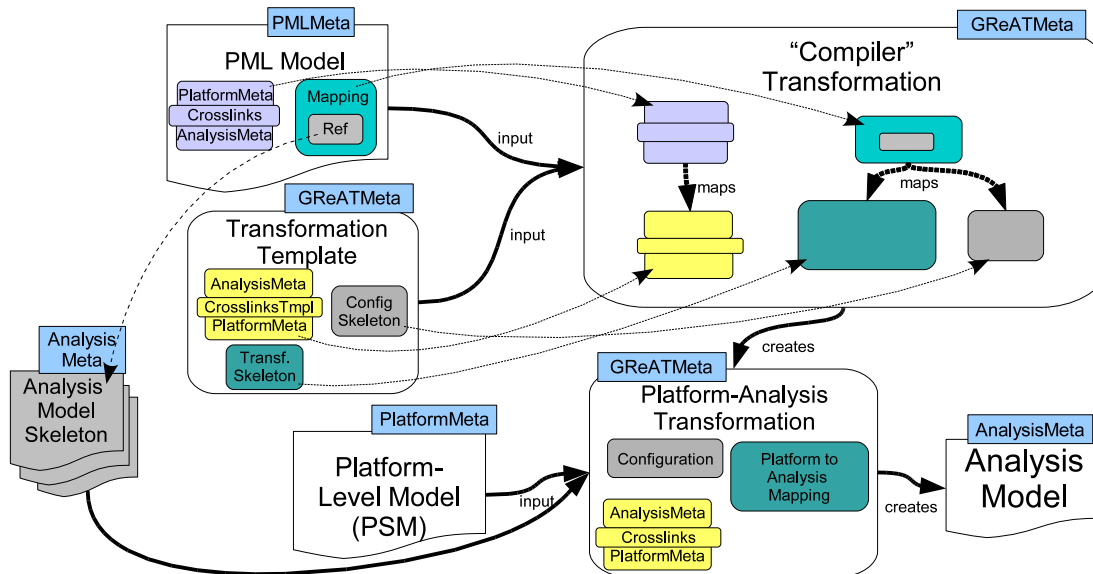 PMLMeta
PML Model
PlatformMeta
Crosslinks
AnalysisMeta
Mapping
Ref
input
GReATMeta
“Compiler”
Transformation
maps
maps
GReATMeta
Transformation
Template
AnalysisMeta
CrosslinksTmpl
PlatformMeta
Config
Skeleton
Transf.
Skeleton
input
creates
Analysis
Meta
Analysis
Model
Skeleton
PlatformMeta
Platform-
Level Model
(PSM)
input
GReATMeta
Platform-Analysis
Transformation
Configuration
Platform to
Analysis
Mapping
AnalysisMeta
Crosslinks
PlatformMeta
creates
AnalysisMeta
Analysis
Model